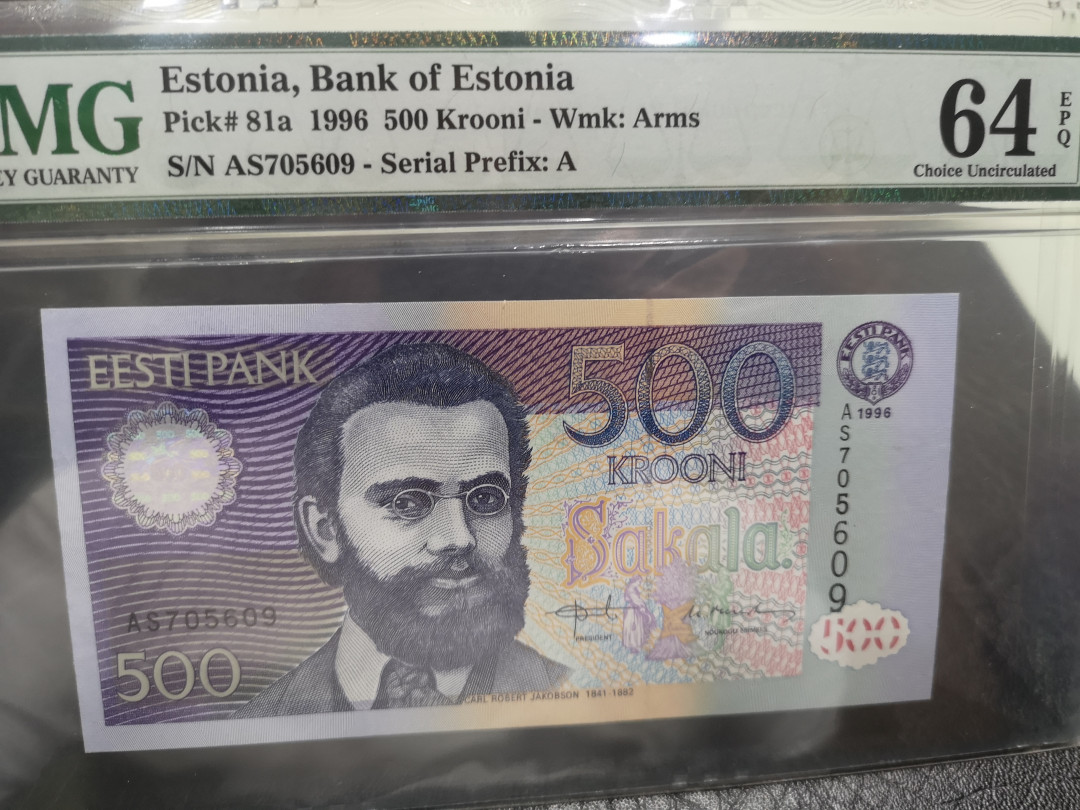 MG
EY GUARANTY
Estonia, Bank of Estonia
Pick# 81a 1996 500 Krooni - Wmk: Arms
S/N AS705609 - Serial Prefix: A
64
EPQ
Choice Uncirculated
EESTI PANK
500
KROONI
Sakala.
EESTI PANK
1996
AS705609
AS705609
500
PRESIDENT
500
CARL ROBERT JAKOBSON 1841-1882